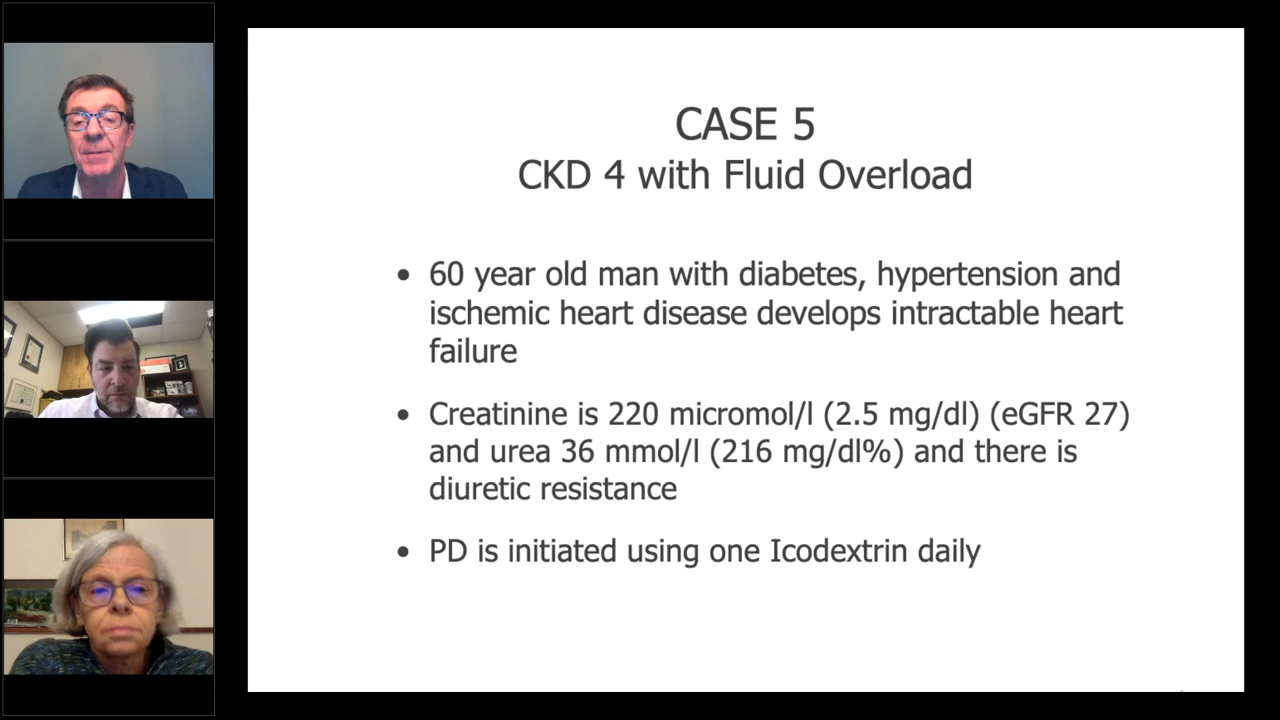 CASE 5
CKD 4 with Fluid Overload
• 60 year old man with diabetes, hypertension and
ischemic heart disease develops intractable heart
failure
• Creatinine is 220 micromol/l (2.5 mg/dl) (eGFR 27)
and urea 36 mmol/l (216 mg/dl%) and there is
diuretic resistance
• PD is initiated using one Icodextrin daily